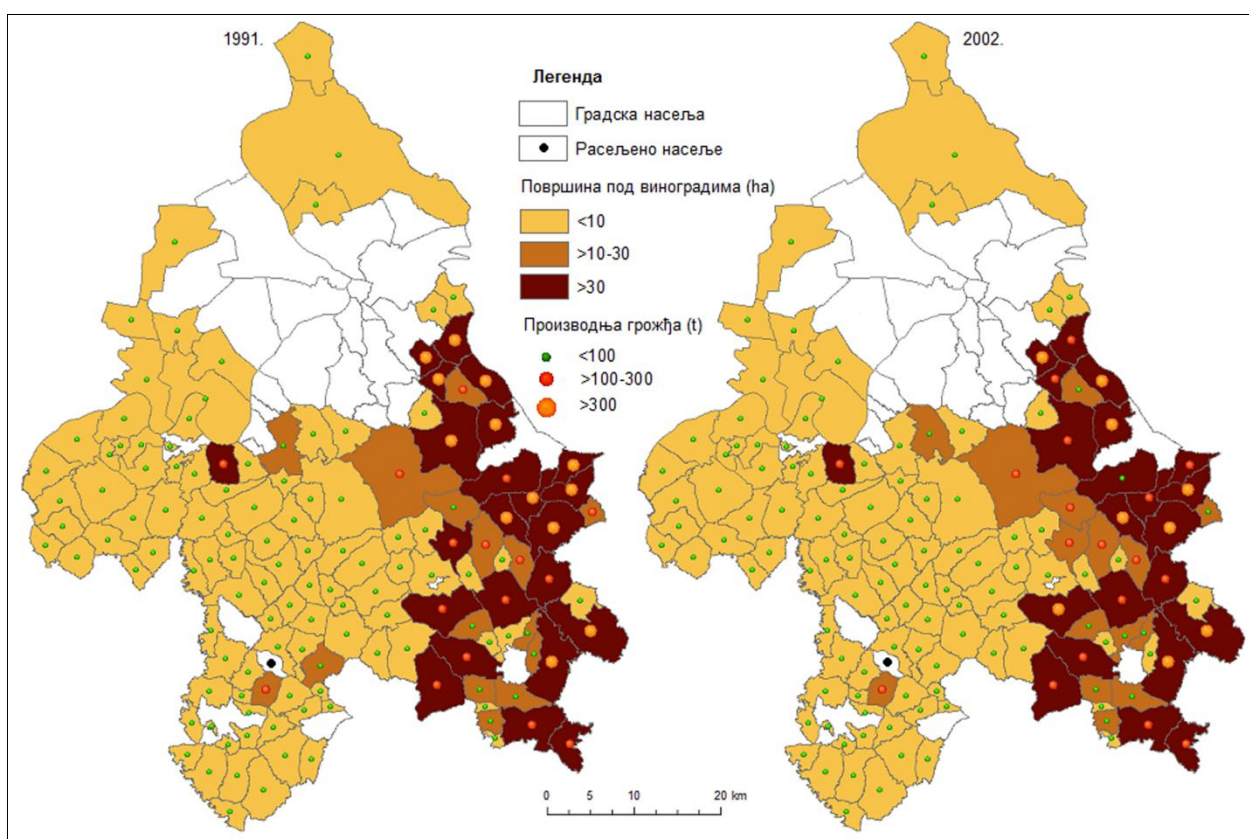 1991.
2002.
Легенда
Градска насеља
Расељено насеље
Површина под виноградима (ha)
<10
>10-30
>30
Производња грожђа (t)
<100
>100-300
>300
0 5 10 20 km